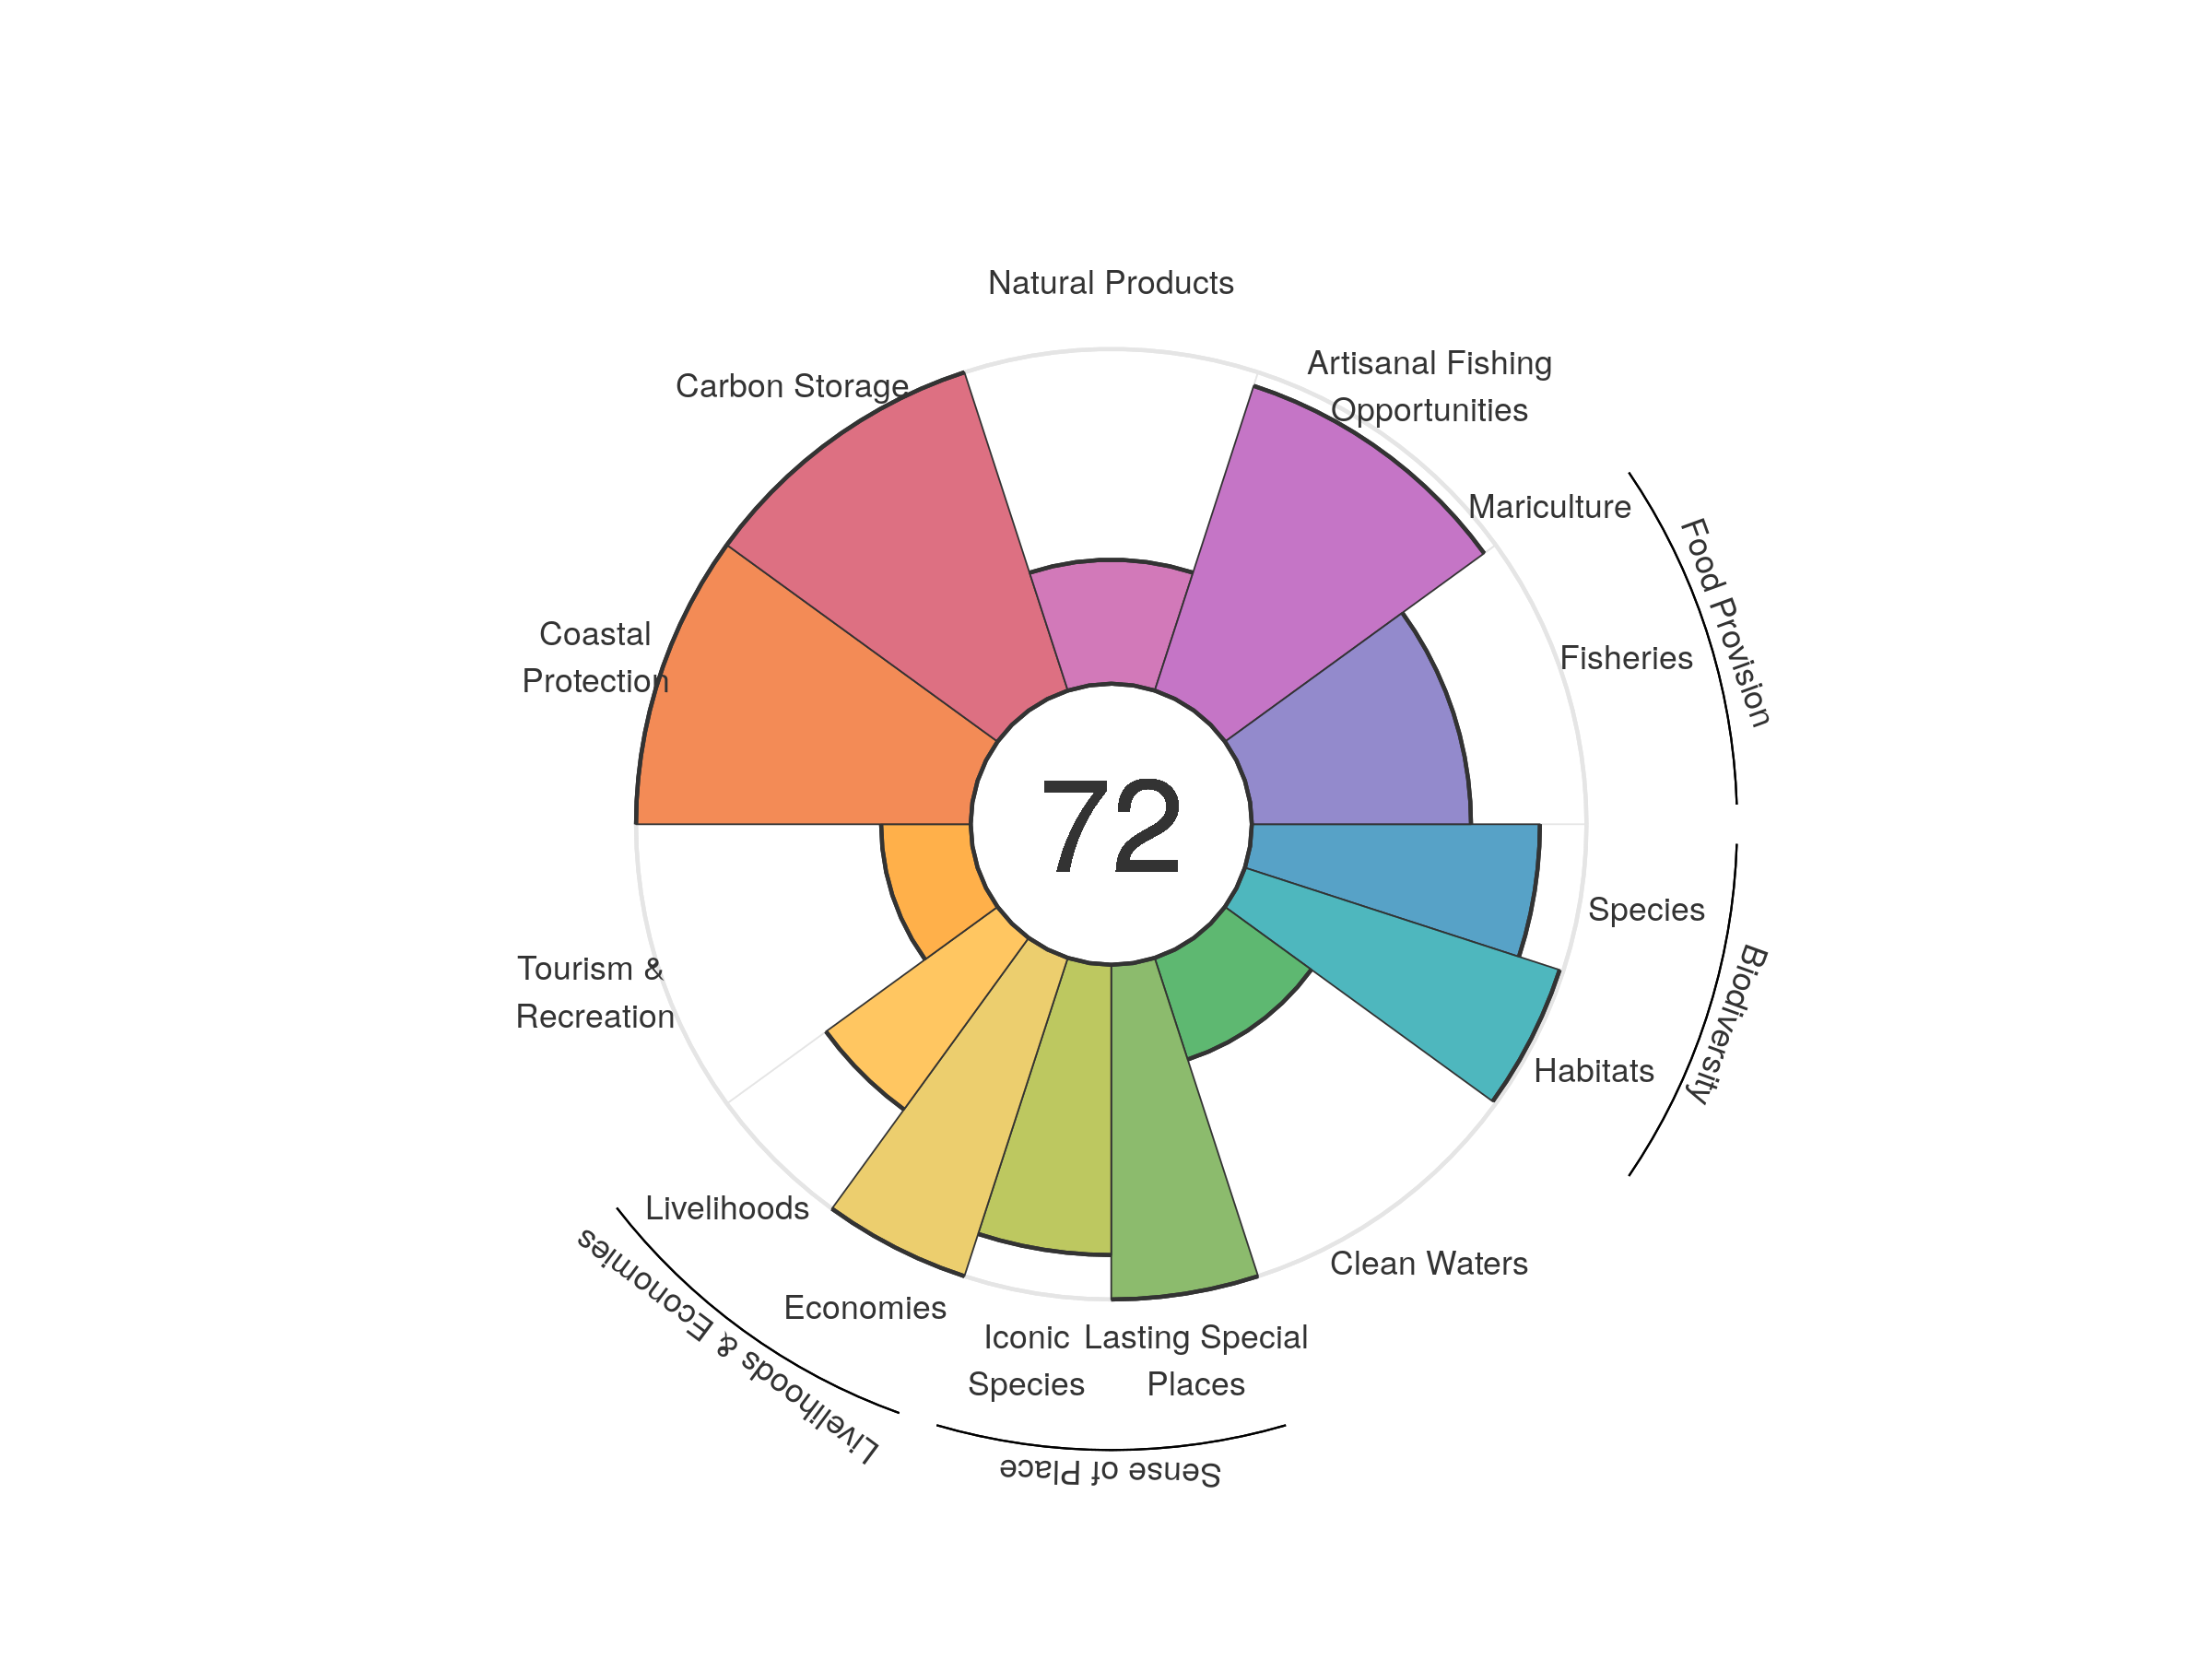 Natural Products
Artisanal Fishing
Opportunities
Carbon Storage
Mariculture
Food Provision
Fisheries
Coastal
Protection
72
Species
Biodiversity
Tourism &
Recreation
Habitats
Livelihoods
Clean Waters
Livelihoods & Economies
Economies
Iconic
Species
Lasting Special
Places
Sense of Place